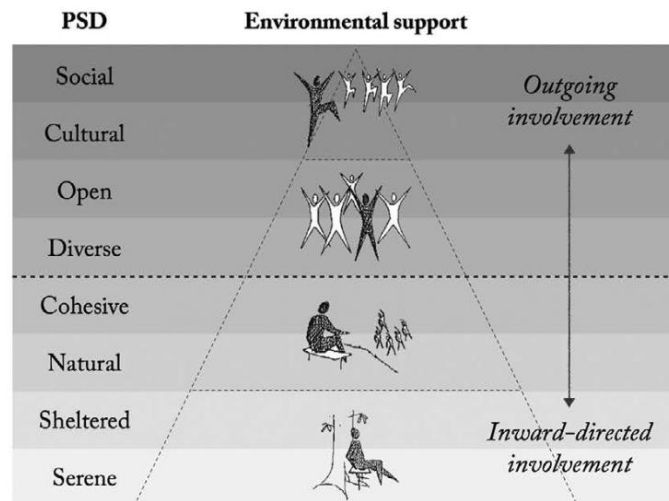 PSD Environmental support
Social
Outgoing
involvement
Cultural
Open
Diverse
Cohesive
Natural
Sheltered
Inward-directed
involvement
Serene